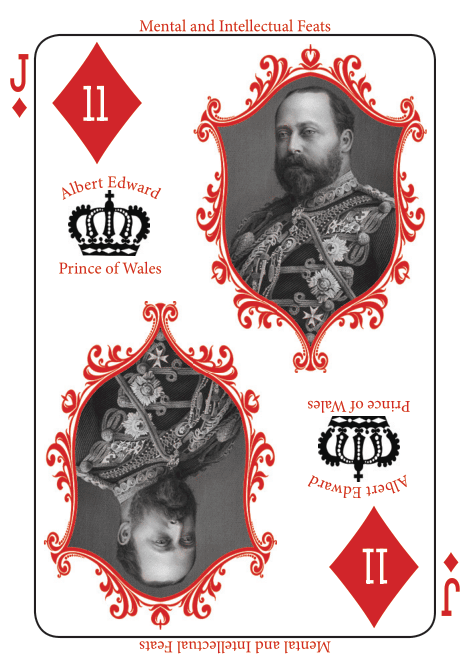 Mental and Intellectual Feats
J
11
Albert Edward
Prince of Wales
Prince of Wales
Albert Edward
11
J
Mental and Intellectual Feats